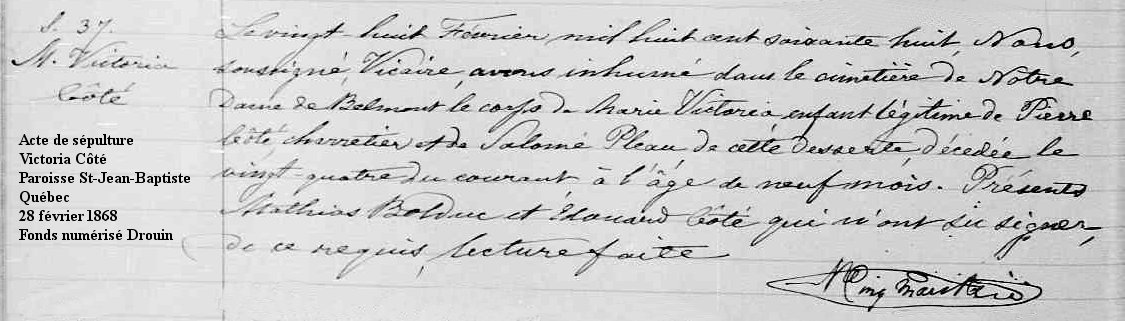 S. 37.
M. Victoria
Côté
Acte de sépulture
Victoria Côté
Paroisse St-Jean-Baptiste
Québec
28 février 1868
Fonds numérisé Drouin
Le vingt huit Février mil huit cent soixante huit, Nous,
soussigné, Vicaire, avons inhumé dans le cimetière de Notre
Dame de Belmont le corps de Marie Victoria, enfant légitime de Pierre
Côté, charretier et de Salomé Pleau de cette desserte, décédée le
vingt-quatre du courant à l'âge de neuf mois. Présents
Mathias Bolduc et Edouard Côté qui n'ont su signer,
de ce requis, lecture faite